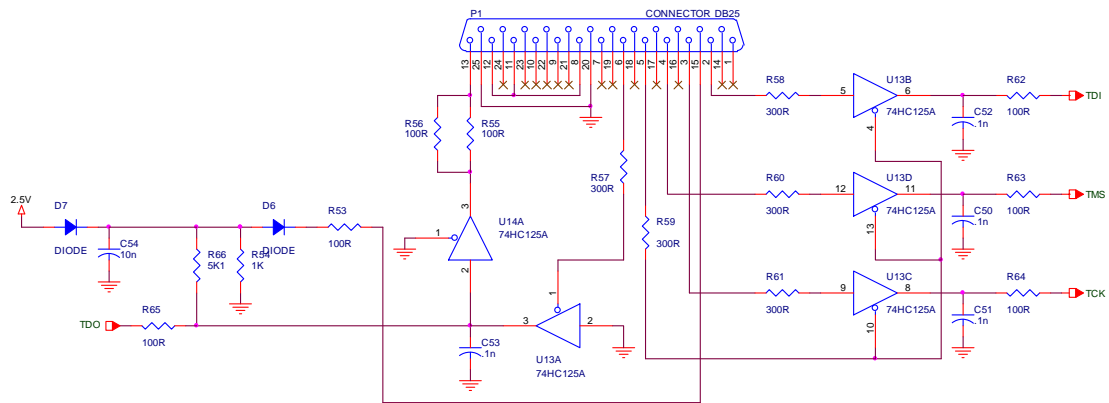 P1
CONNECTOR DB25
13
25
12
24
11
23
10
22
9
21
8
20
7
19
6
18
5
17
4
16
3
15
2
14
1
R56
100R
R55
100R
R57
300R
R59
300R
R58
300R
5
U13B
6
74HC125A
4
R62
100R
TDI
C52
.1n
R60
300R
12
U13D
11
74HC125A
13
R63
100R
TMS
C50
.1n
R61
300R
9
U13C
8
74HC125A
10
R64
100R
TCK
C51
.1n
2.5V
D7
DIODE
C54
10n
R66
5K1
R54
1K
D6
DIODE
R53
100R
3
U14A
74HC125A
1
2
TDO
R65
100R
C53
.1n
3
1
2
U13A
74HC125A